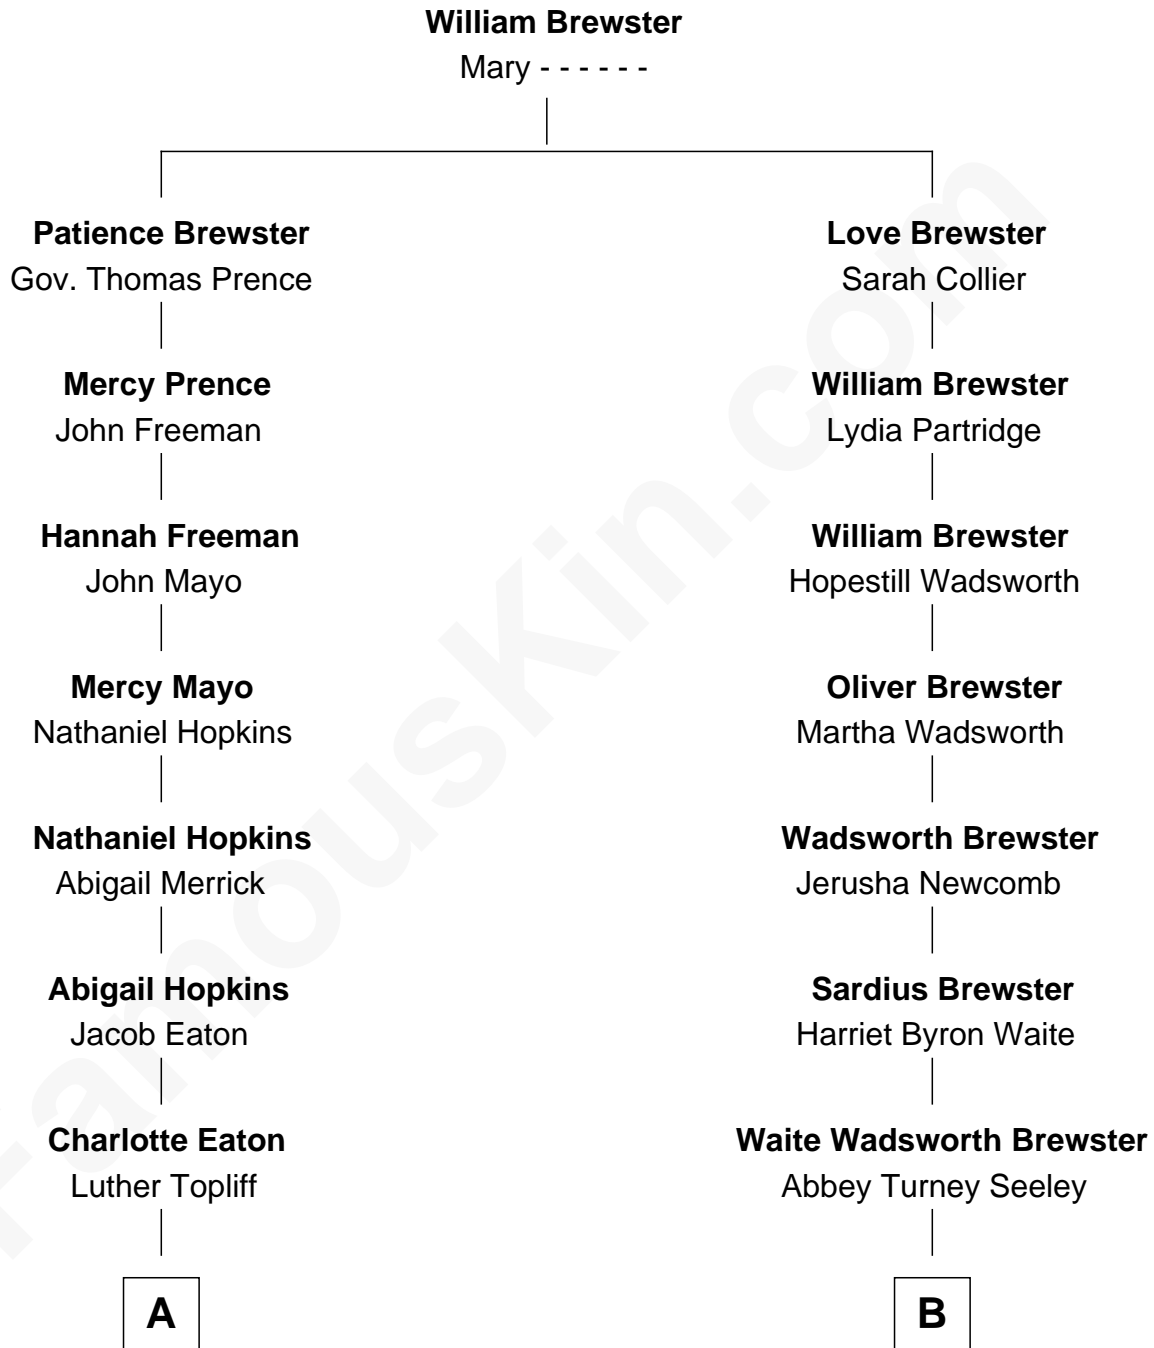 William Brewster
Mary - - - - - -
Patience Brewster
Gov. Thomas Prence
Love Brewster
Sarah Collier
Mercy Prence
John Freeman
William Brewster
Lydia Partridge
Hannah Freeman
John Mayo
William Brewster
Hopestill Wadsworth
Mercy Mayo
Nathaniel Hopkins
Oliver Brewster
Martha Wadsworth
Nathaniel Hopkins
Abigail Merrick
Wadsworth Brewster
Jerusha Newcomb
Abigail Hopkins
Jacob Eaton
Sardius Brewster
Harriet Byron Waite
Charlotte Eaton
Luther Topliff
Waite Wadsworth Brewster
Abbey Turney Seeley
A
B
FamousKin.com